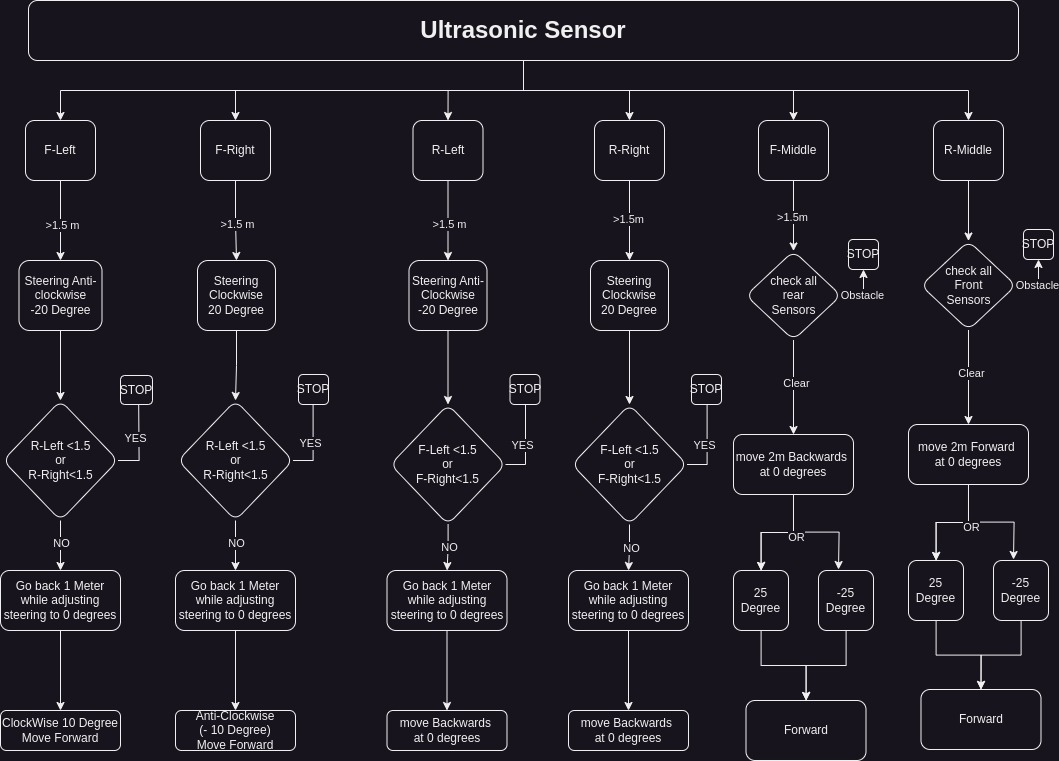 Ultrasonic Sensor
F-Left
F-Right
R-Left
R-Right
F-Middle
R-Middle
>1.5 m
>1.5 m
>1.5 m
>1.5m
>1.5m
Steering Anti-
clockwise
-20 Degree
Steering
Clockwise
20 Degree
Steering Anti-
Clockwise
-20 Degree
Steering
Clockwise
20 Degree
check all
rear
Sensors
STOP
Obstacle
check all
Front
Sensors
STOP
Obstacle
STOP
YES
STOP
YES
STOP
YES
STOP
YES
Clear
Clear
R-Left <1.5
or
R-Right<1.5
R-Left <1.5
or
R-Right<1.5
F-Left <1.5
or
F-Right<1.5
F-Left <1.5
or
F-Right<1.5
move 2m Backwards
at 0 degrees
move 2m Forward
at 0 degrees
NO
NO
NO
NO
OR
OR
Go back 1 Meter
while adjusting
steering to 0 degrees
Go back 1 Meter
while adjusting
steering to 0 degrees
Go back 1 Meter
while adjusting
steering to 0 degrees
Go back 1 Meter
while adjusting
steering to 0 degrees
25
Degree
-25
Degree
25
Degree
-25
Degree
ClockWise 10 Degree
Move Forward
Anti-Clockwise
(- 10 Degree)
Move Forward
move Backwards
at 0 degrees
move Backwards
at 0 degrees
Forward
Forward